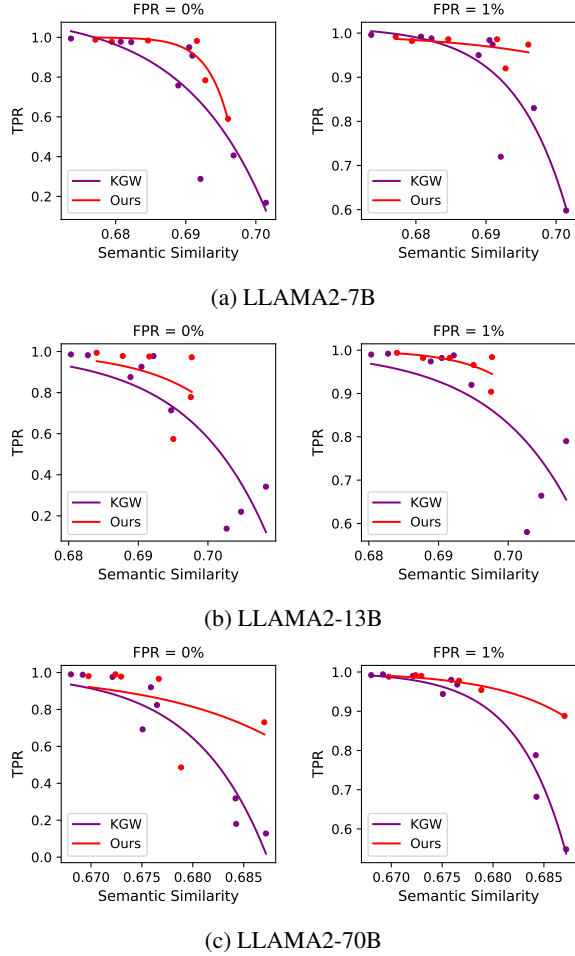 FPR = 0%
TPR
1.0
0.8
0.6
0.4
0.2
KGW
Ours
0.68 0.69 0.70
Semantic Similarity
FPR = 1%
TPR
1.0
0.9
0.8
0.7
0.6
KGW
Ours
0.68 0.69 0.70
Semantic Similarity
(a) LLAMA2-7B
FPR = 0%
TPR
1.0
0.8
0.6
0.4
0.2
KGW
Ours
0.68 0.69 0.70
Semantic Similarity
FPR = 1%
TPR
1.0
0.9
0.8
0.7
0.6
KGW
Ours
0.68 0.69 0.70
Semantic Similarity
(b) LLAMA2-13B
FPR = 0%
TPR
1.0
0.8
0.6
0.4
0.2
0.0
KGW
Ours
0.670 0.675 0.680 0.685
Semantic Similarity
FPR = 1%
TPR
1.0
0.9
0.8
0.7
0.6
KGW
Ours
0.670 0.675 0.680 0.685
Semantic Similarity
(c) LLAMA2-70B